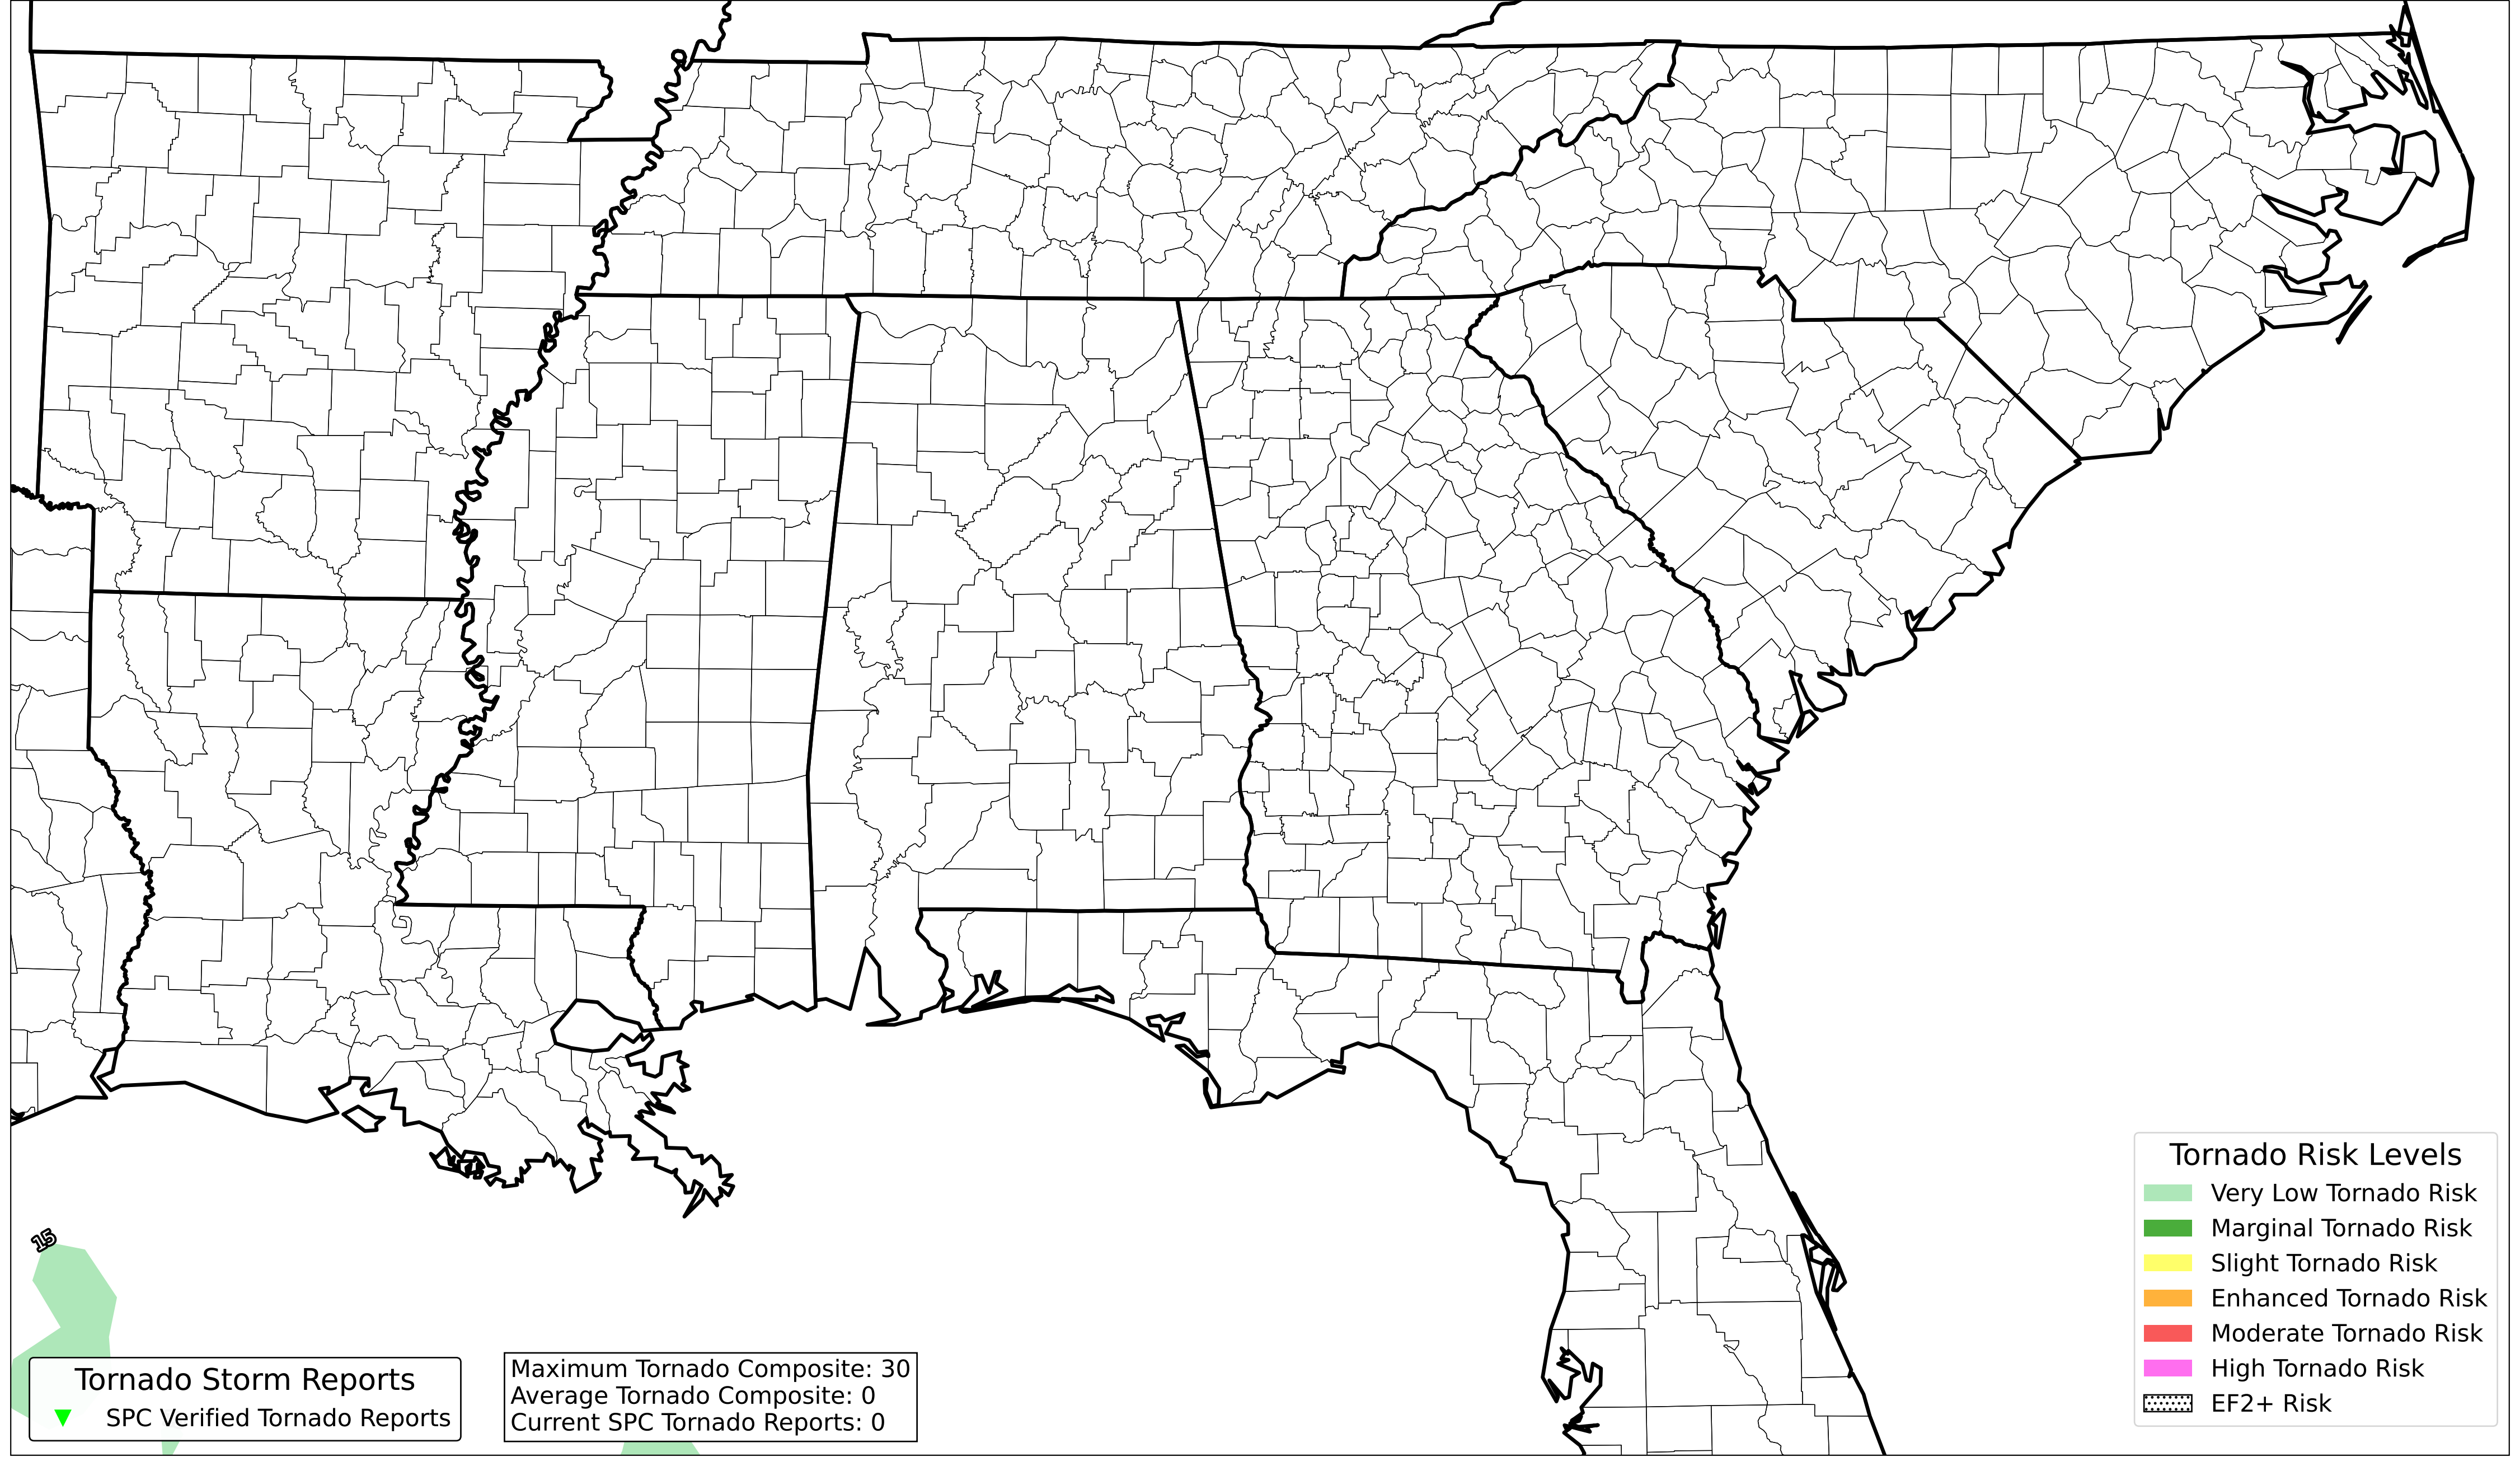 15
Tornado Storm Reports
SPC Verified Tornado Reports
Maximum Tornado Composite: 30
Average Tornado Composite: 0
Current SPC Tornado Reports: 0
Tornado Risk Levels
Very Low Tornado Risk
Marginal Tornado Risk
Slight Tornado Risk
Enhanced Tornado Risk
Moderate Tornado Risk
High Tornado Risk
EF2+ Risk